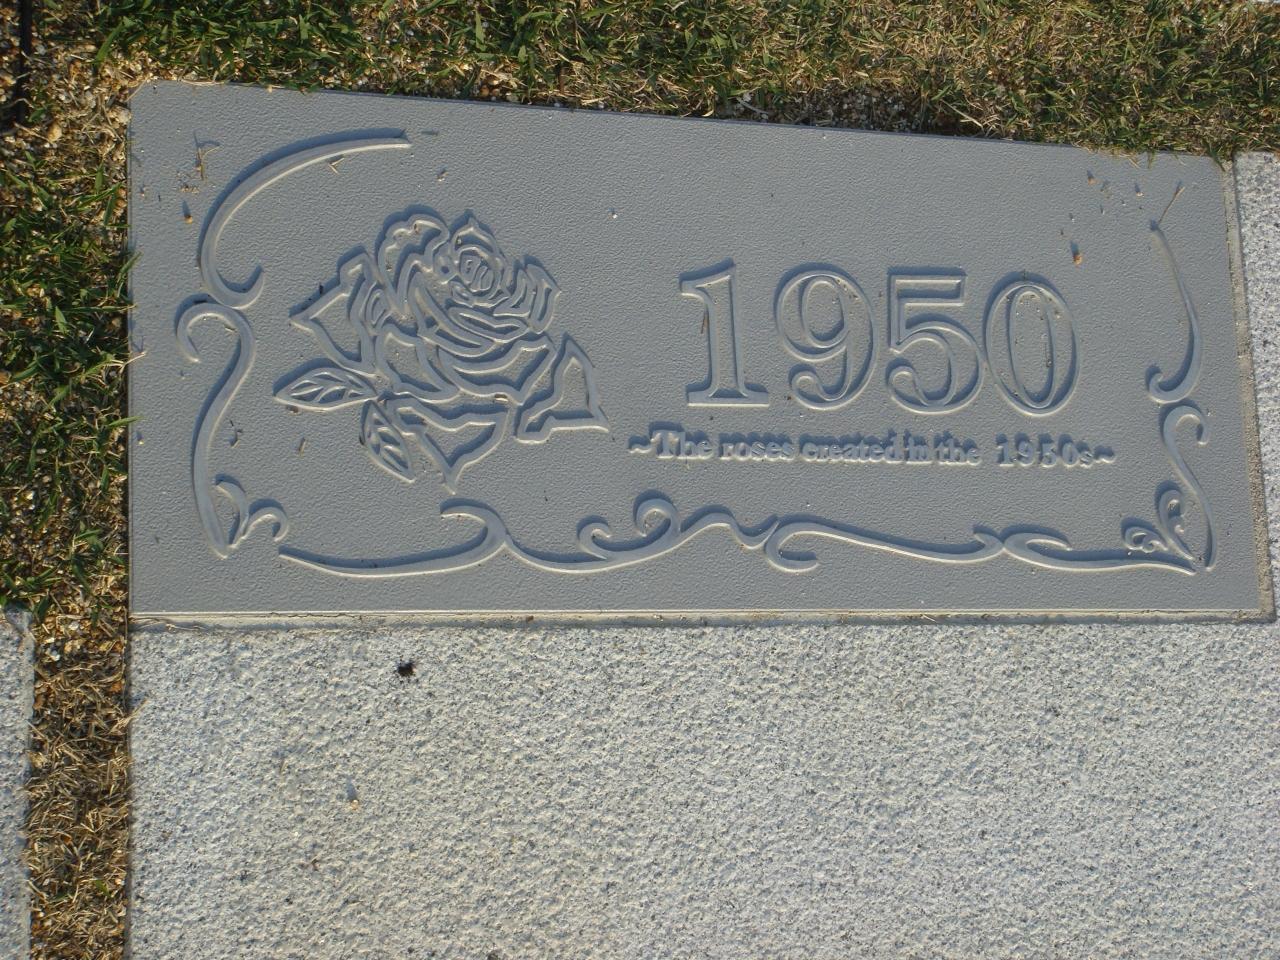 1950
~The roses created in the 1950s~